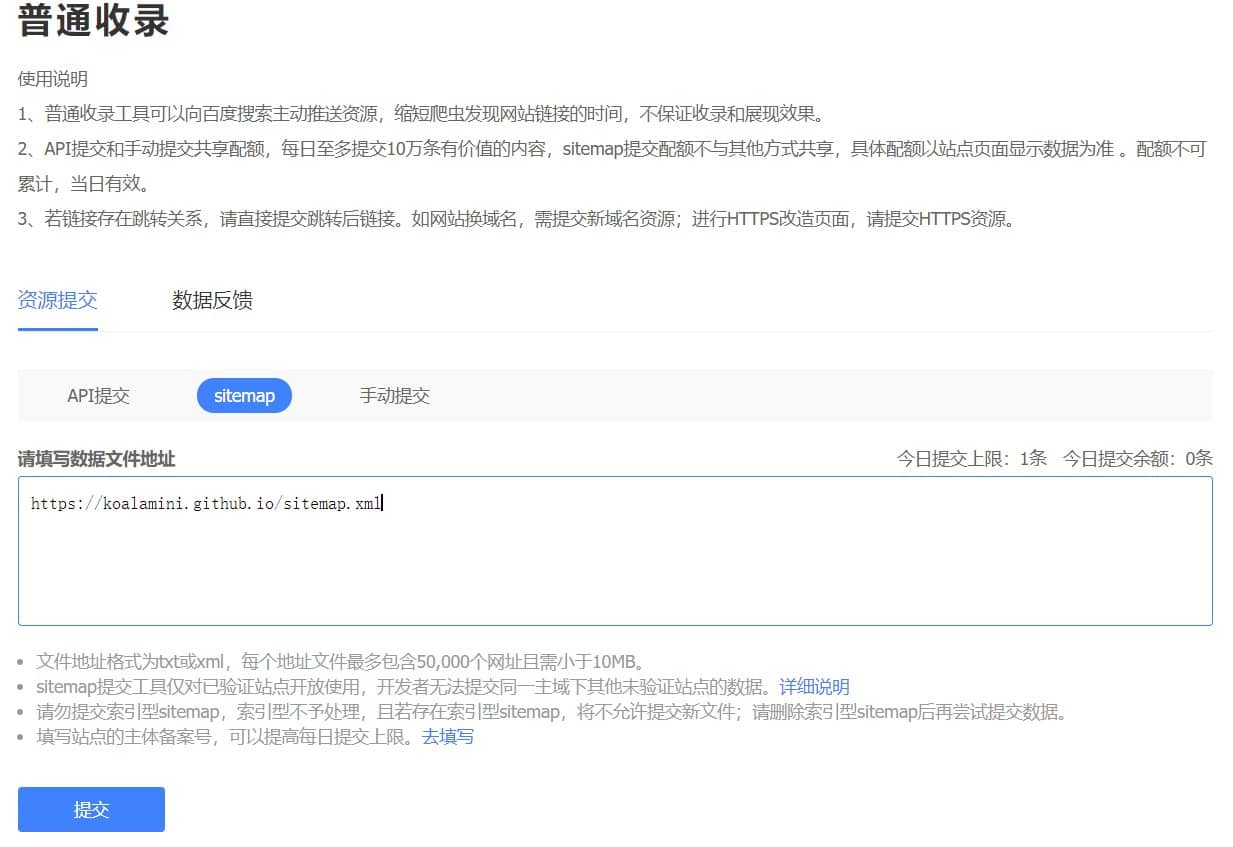 普通收录
使用说明
1、普通收录工具可以向百度搜索主动推送资源，缩短爬虫发现网站链接的时间，不保证收录和展现效果。
2、API提交和手动提交共享配额，每日至多提交10万条有价值的内容，sitemap提交配额不与其他方式共享，具体配额以站点页面显示数据为准 。配额不可
累计，当日有效。
3、若链接存在跳转关系，请直接提交跳转后链接。如网站换域名，需提交新域名资源；进行HTTPS改造页面，请提交HTTPS资源。
资源提交 数据反馈
API提交 sitemap 手动提交
请填写数据文件地址 今日提交上限：1条 今日提交余额：0条
https://koalamini.github.io/sitemap.xml
文件地址格式为txt或xml，每个地址文件最多包含50,000个网址且需小于10MB。
sitemap提交工具仅对已验证站点开放使用，开发者无法提交同一主域下其他未验证站点的数据。详细说明
请勿提交索引型sitemap，索引型不予处理，且若存在索引型sitemap，将不允许提交新文件；请删除索引型sitemap后再尝试提交数据。
填写站点的主体备案号，可以提高每日提交上限。去填写
提交